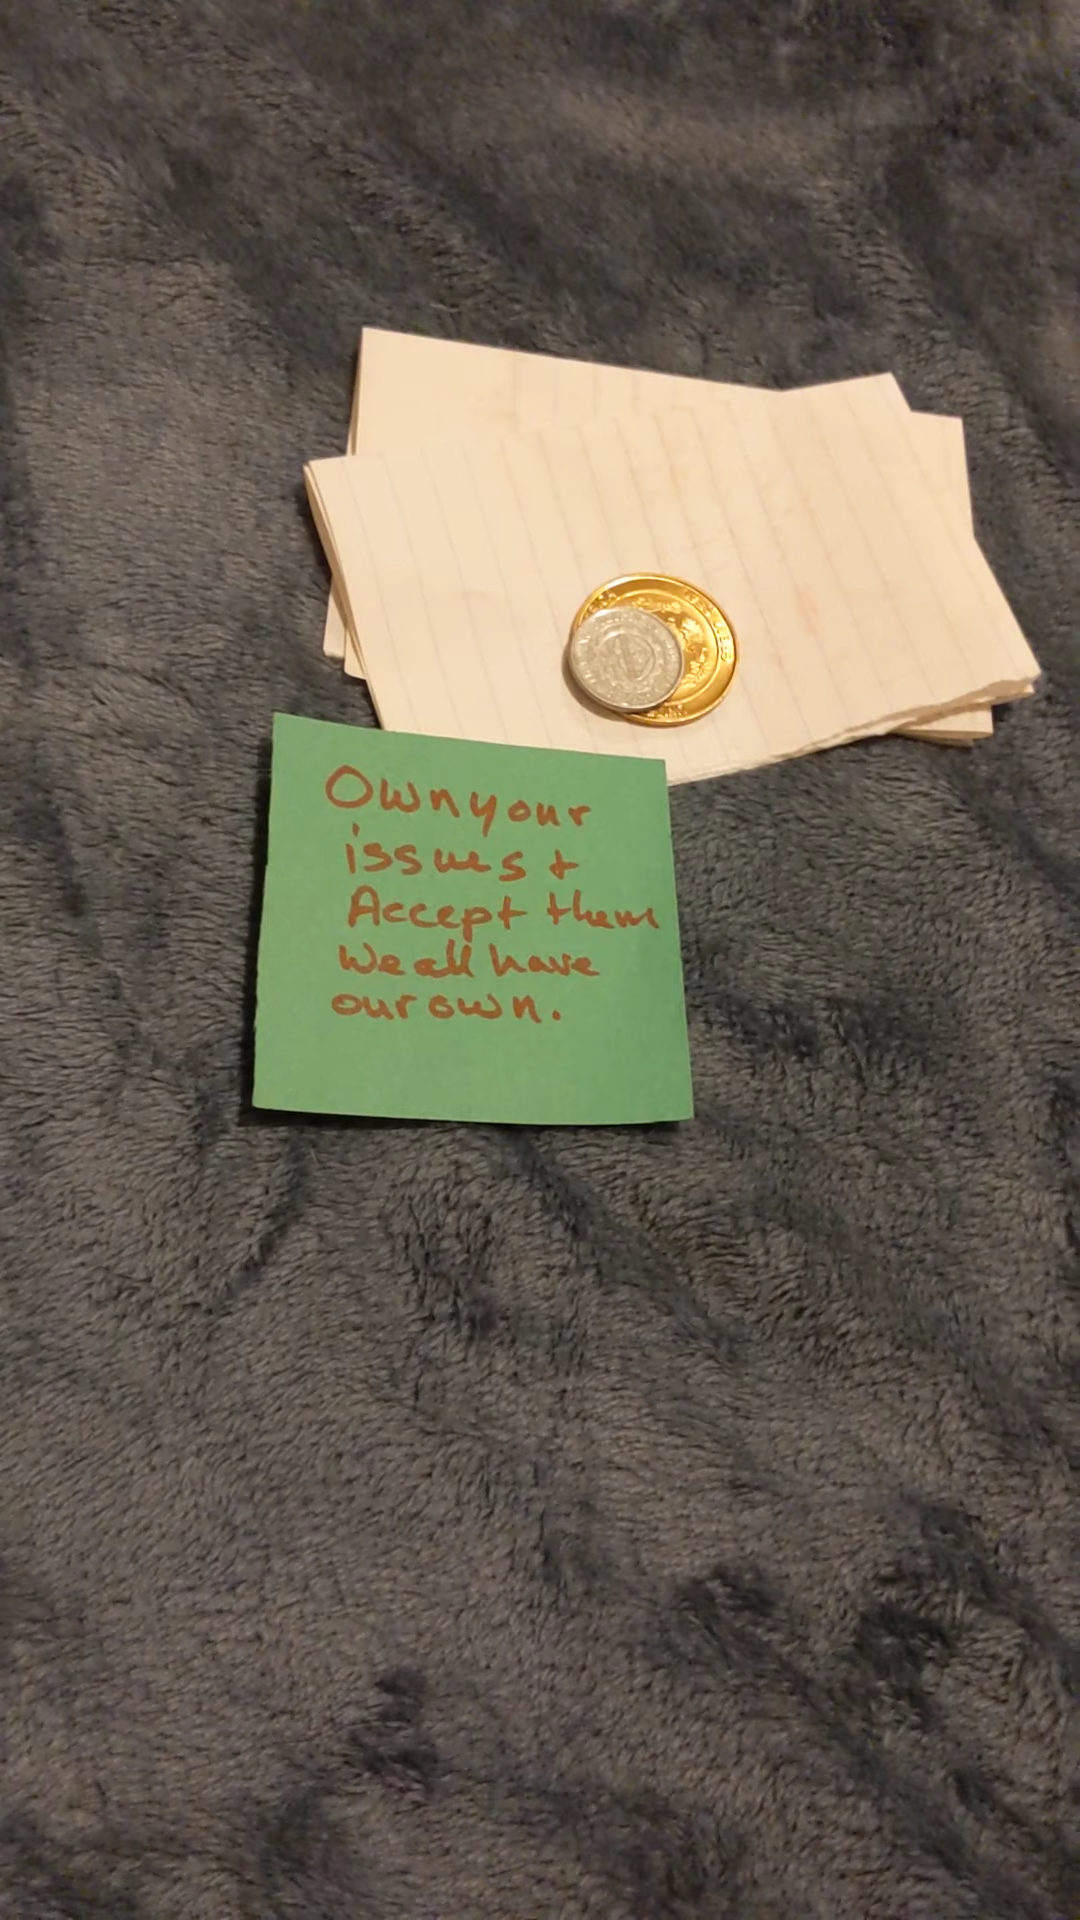 Own your
issues +
Accept them
We all have
our own.